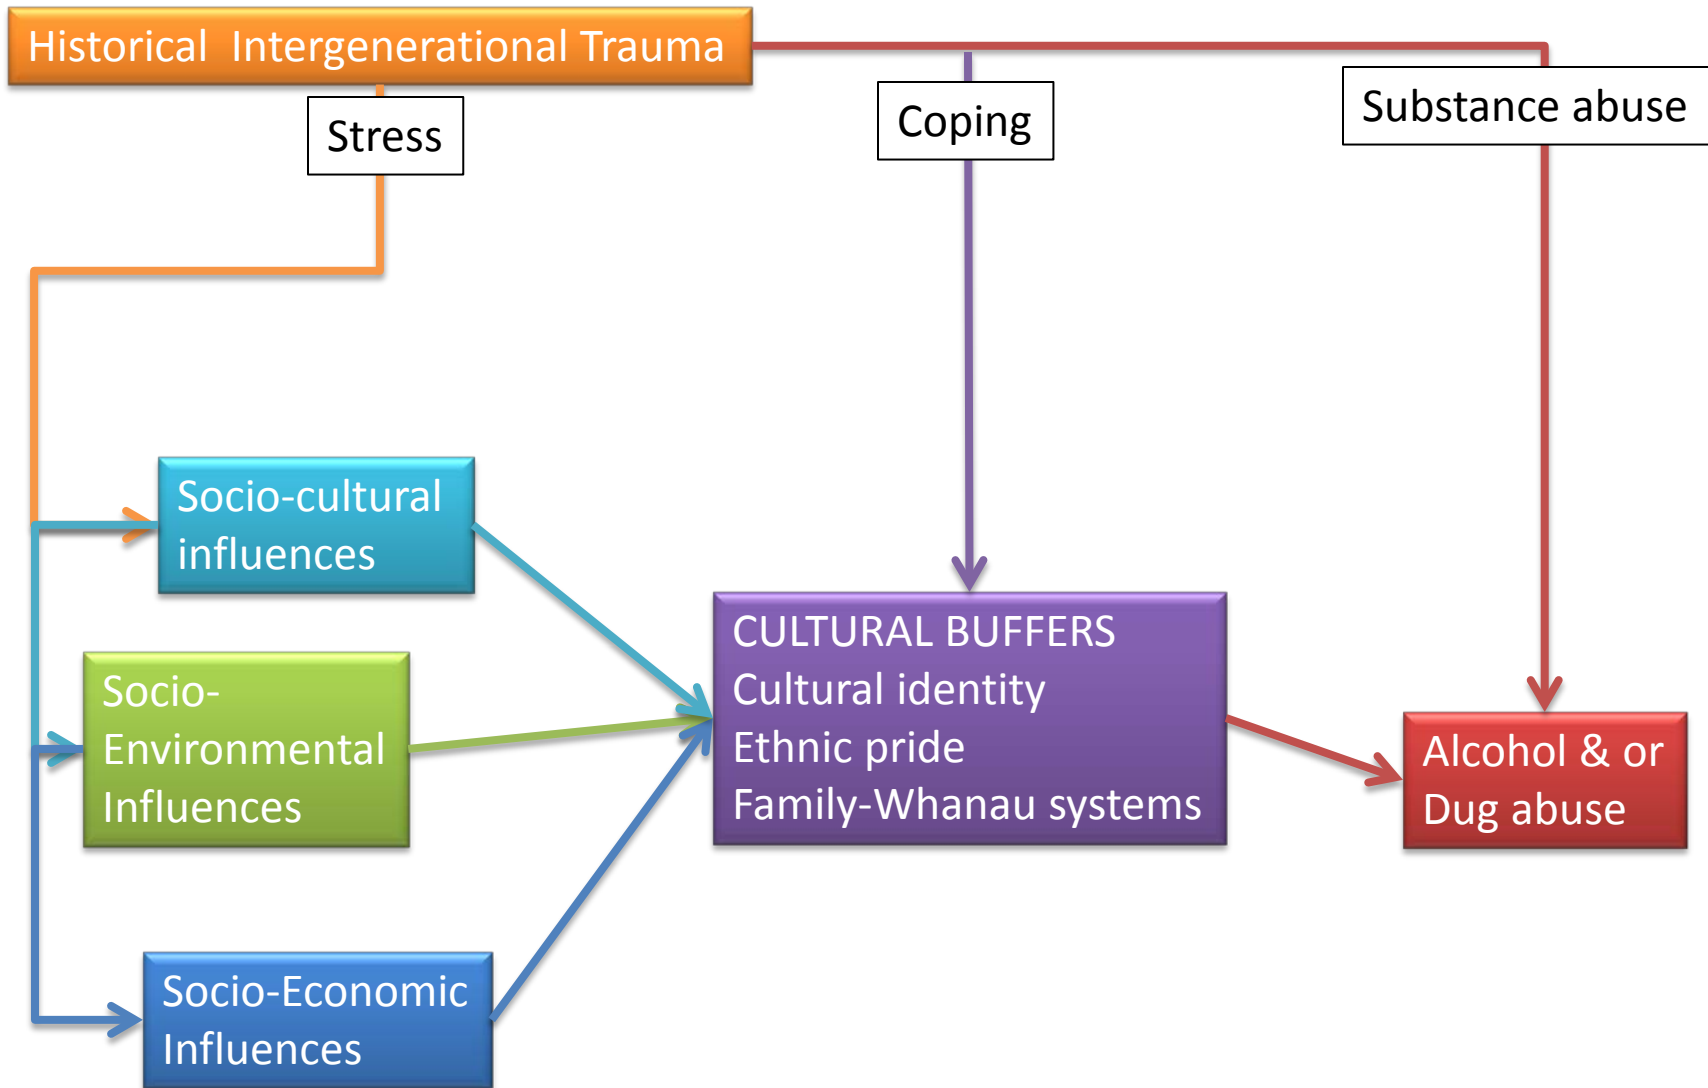 Historical  Intergenerational Trauma
Stress
Coping
Substance abuse
Socio-cultural
influences
Socio-
Environmental
Influences
Socio-Economic
Influences
CULTURAL BUFFERS
Cultural identity
Ethnic pride
Family-Whanau systems
Alcohol & or
Dug abuse